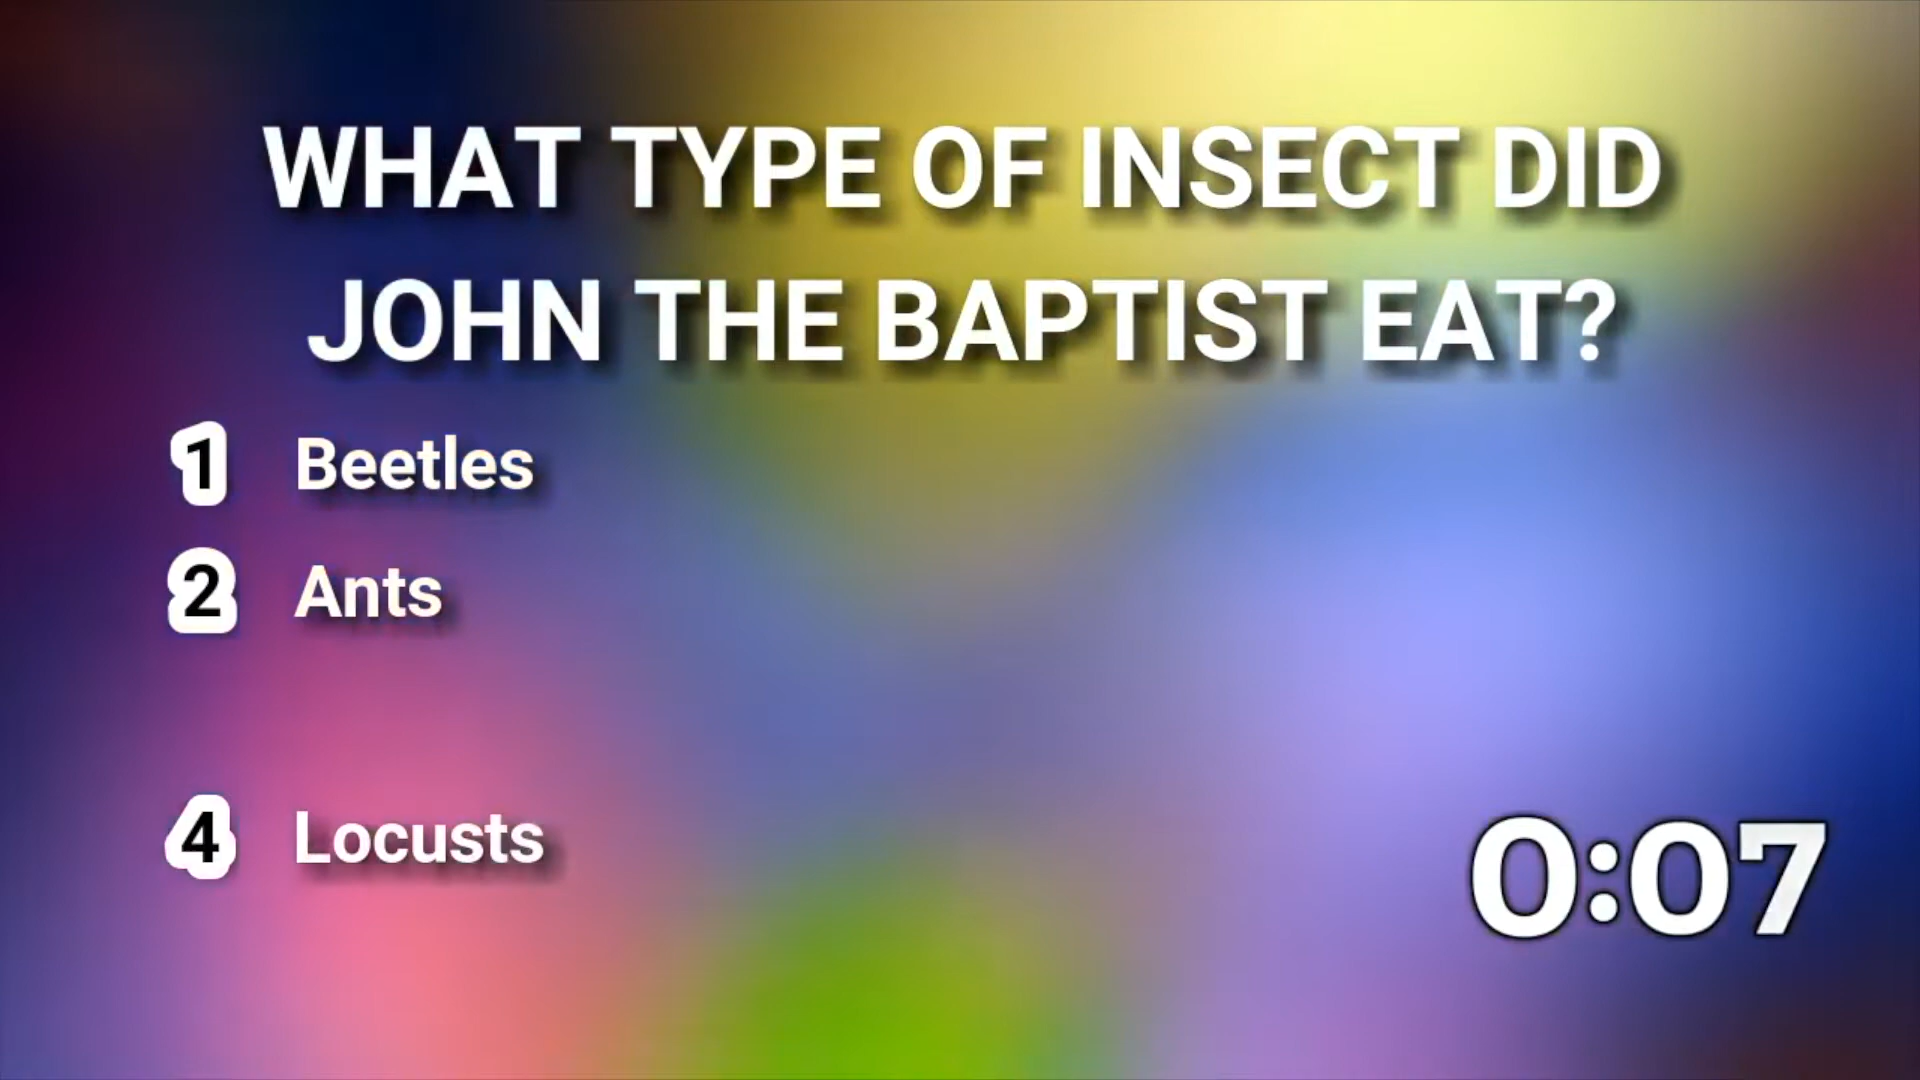 WHAT TYPE OF INSECT DID
JOHN THE BAPTIST EAT?
1 Beetles
2 Ants
4 Locusts
0:07